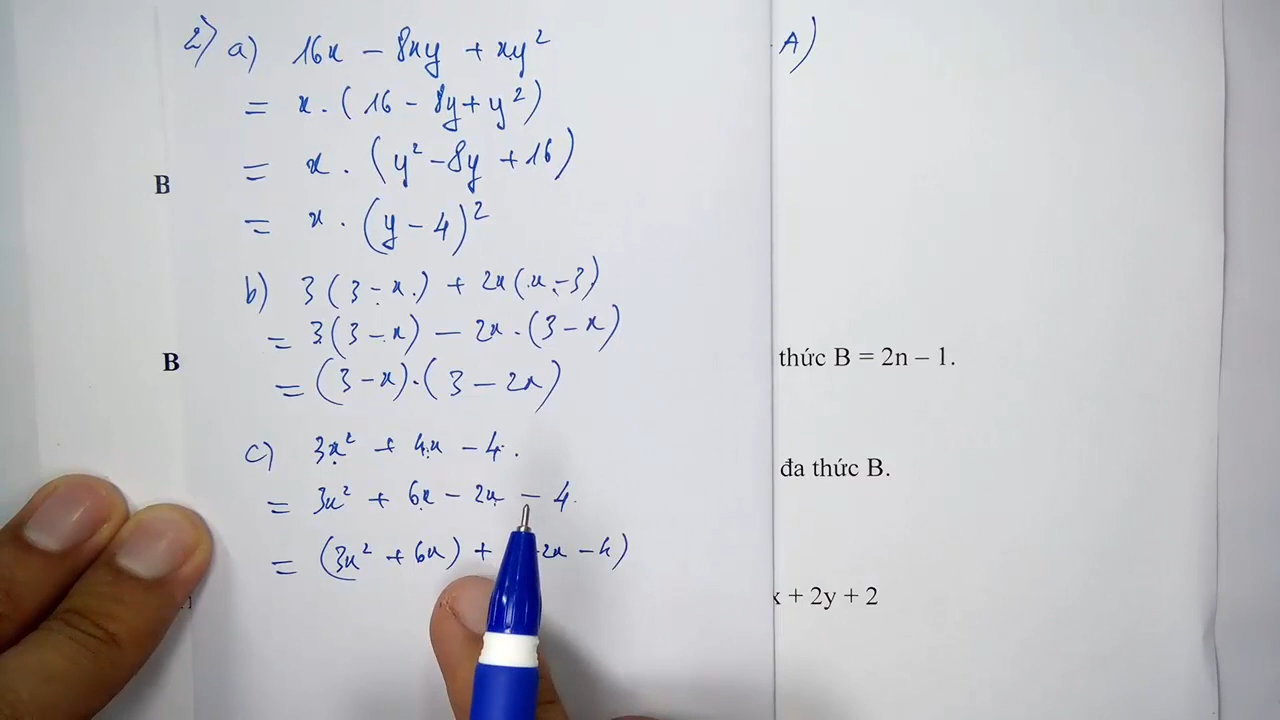 2) a) 16x - 8xy + xy²
= x . (16 - 8y + y²)
= x . (y² - 8y + 16)
B
= x . (y - 4)²
b) 3(3 - x) + 2x(x - 3)
= 3(3 - x) - 2x . (3 - x)
B
= (3 - x) . (3 - 2x)
c) 3x² + 4x - 4.
= 3x² + 6x - 2x - 4
= (3x² + 6x) + 2x - 4)
A)
thức B = 2n – 1.
đa thức B.
x + 2y + 2